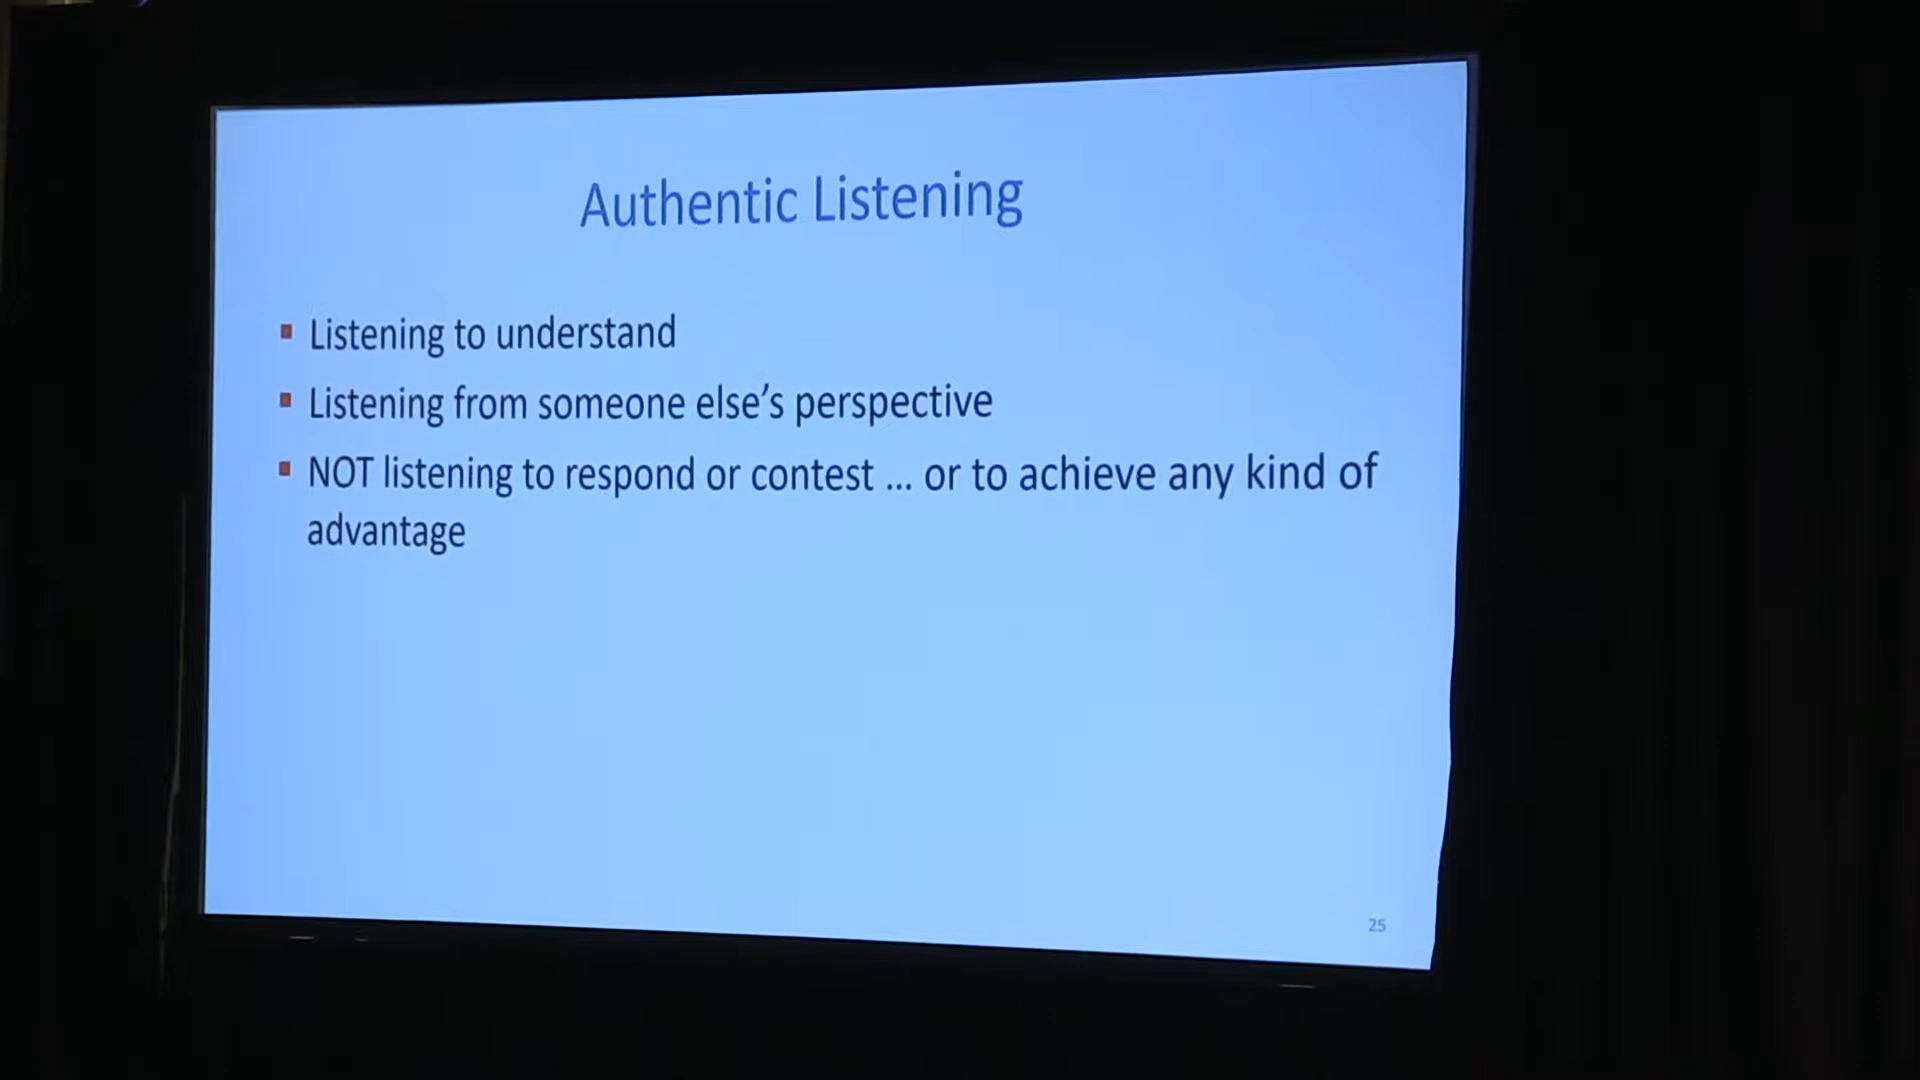 Authentic Listening
▪ Listening to understand
▪ Listening from someone else’s perspective
▪ NOT listening to respond or contest ... or to achieve any kind of
advantage
25